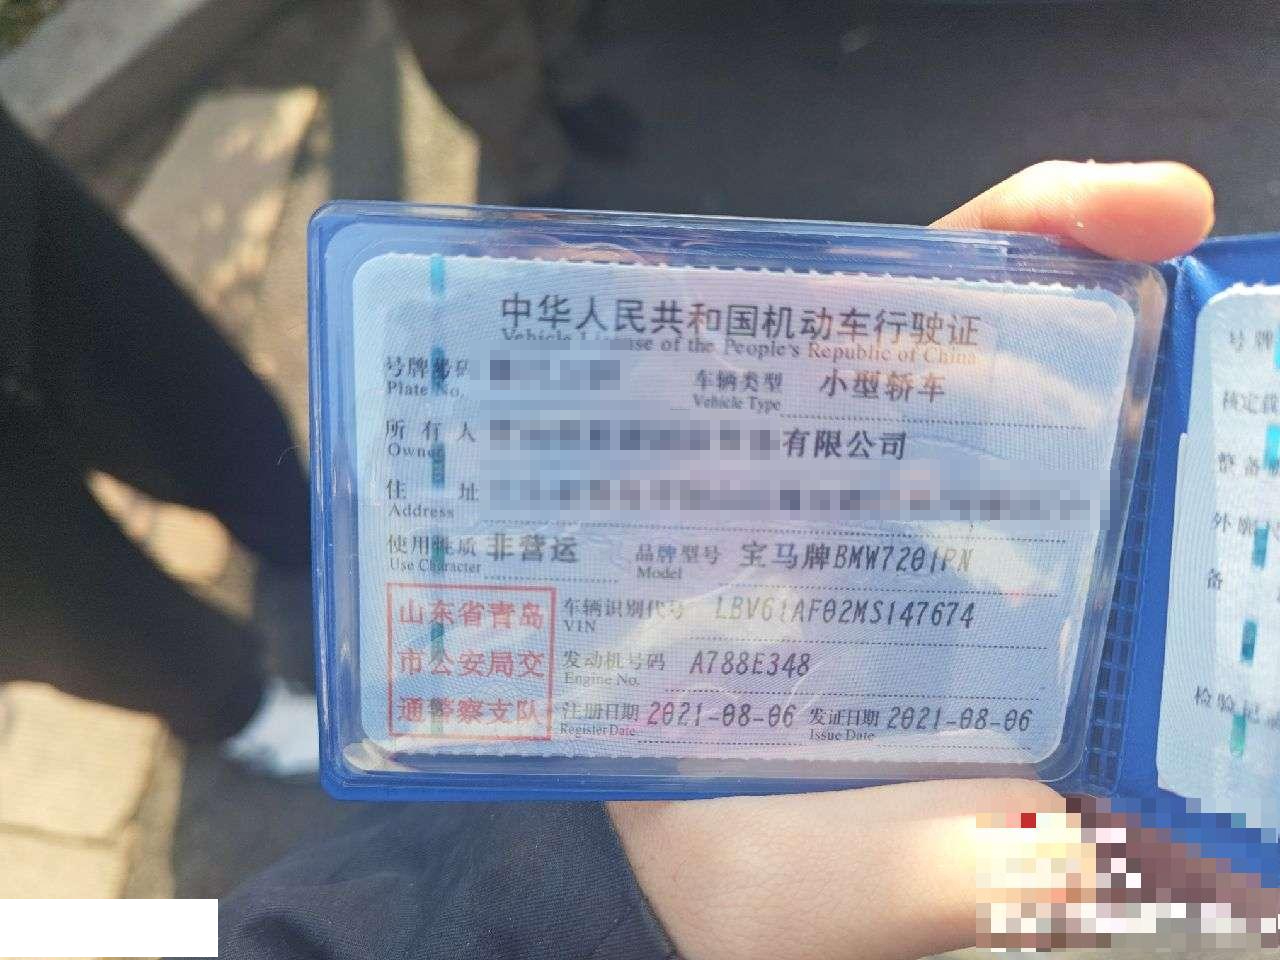 中华人民共和国机动车行驶证
Vehicle License of the People's Republic of China
号牌号码 车辆类型 小型轿车
Plate No. Vehicle Type
所有人 有限公司
Owner
住址
Address
使用性质 非营运 品牌型号 宝马牌BMW7201PN
Use Character Model
山东省青岛 车辆识别代号 LBV61AF02MS147674
VIN
市公安局交 发动机号码 A788E348
Engine No.
通警察支队 注册日期 2021-08-06 发证日期 2021-08-06
Register Date Issue Date
号牌
核定载
整备
外廓
备
检验记